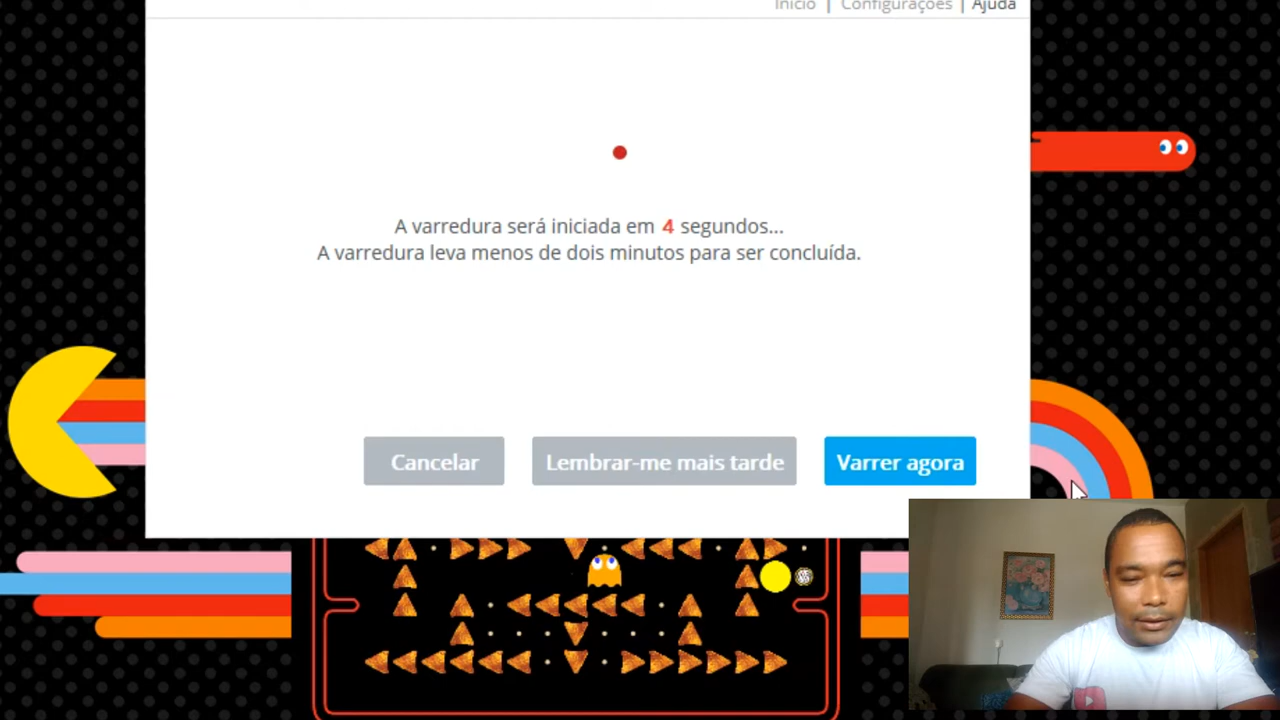 Início | Configurações | Ajuda
A varredura será iniciada em 4 segundos...
A varredura leva menos de dois minutos para ser concluída.
Cancelar Lembrar-me mais tarde Varrer agora